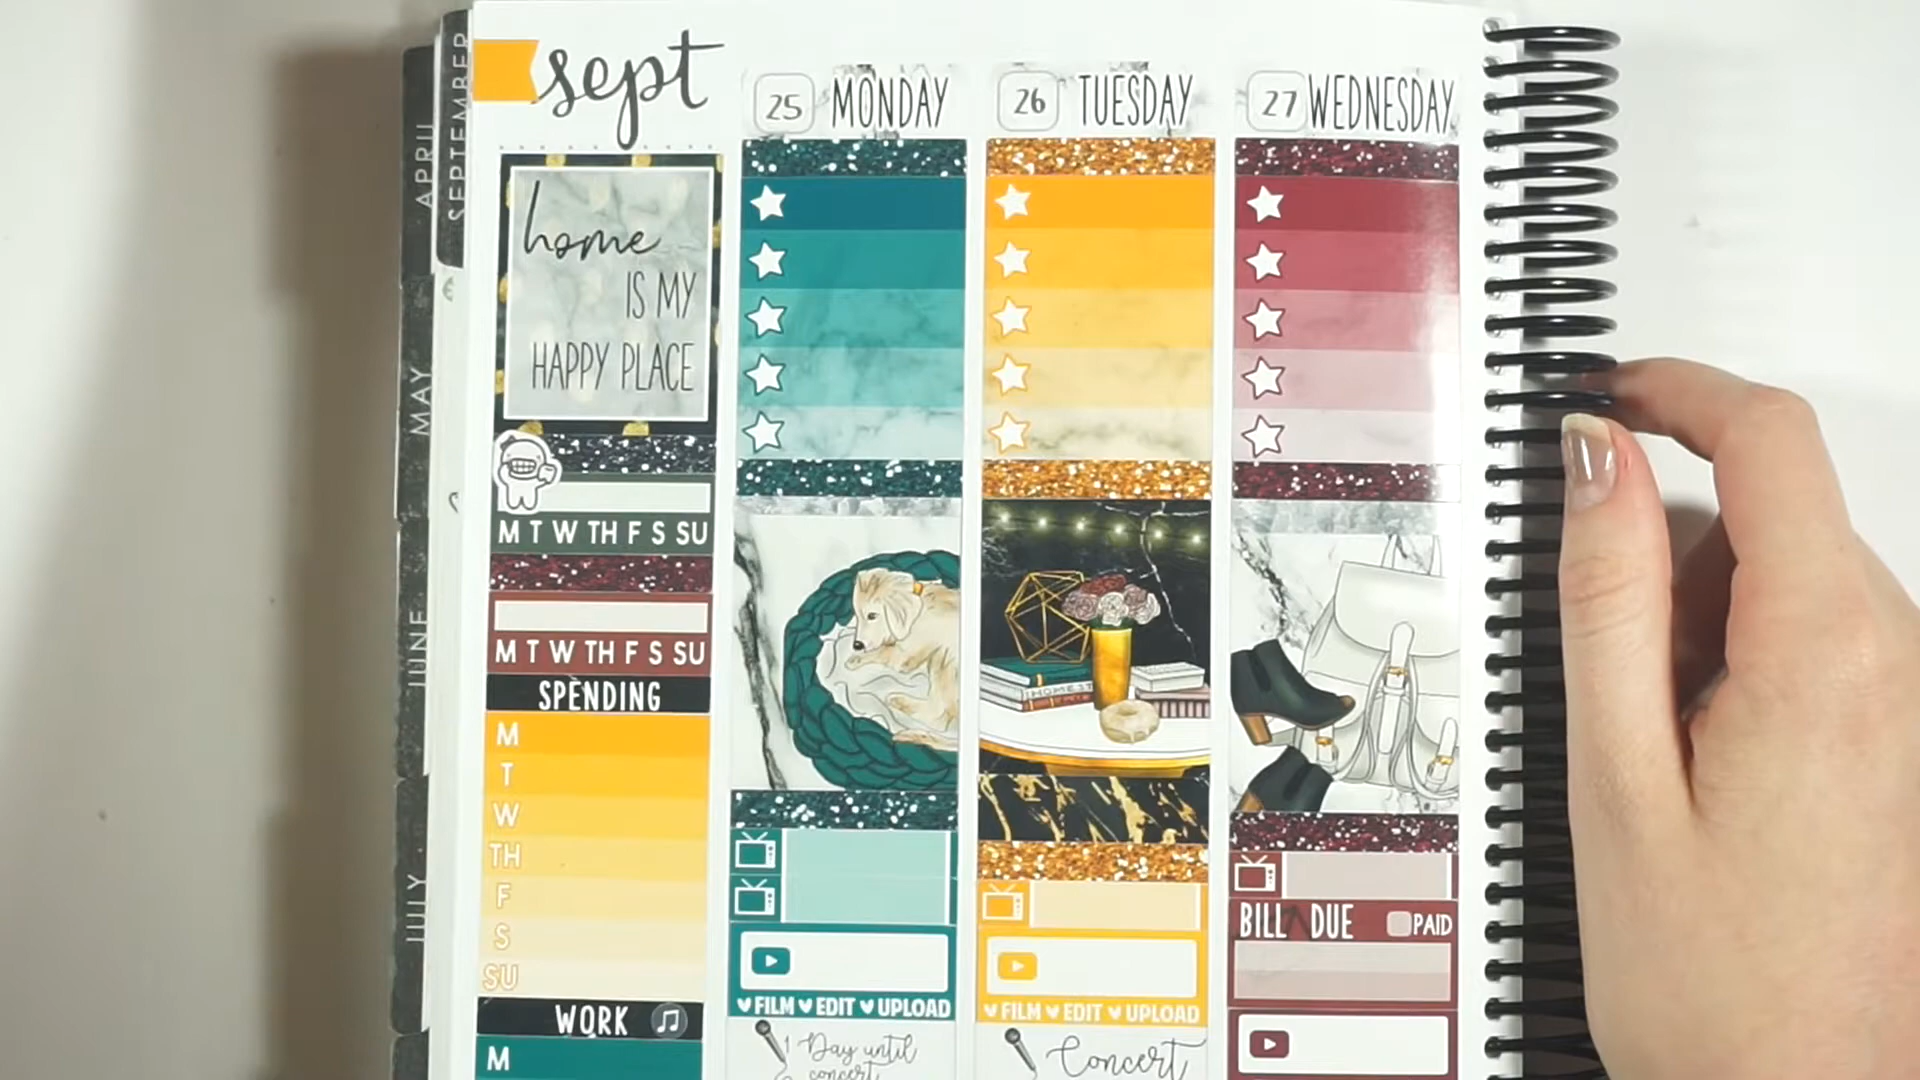 APRIL
SEPTEMBER
MAY
JUNE
JULY
sept
home
IS MY
HAPPY PLACE
M T W TH F S SU
M T W TH F S SU
SPENDING
M
T
W
TH
F
S
SU
WORK
M
25 MONDAY
FILM EDIT UPLOAD
1 Day until
concert
26 TUESDAY
FILM EDIT UPLOAD
Concert
27 WEDNESDAY
BILL DUE PAID